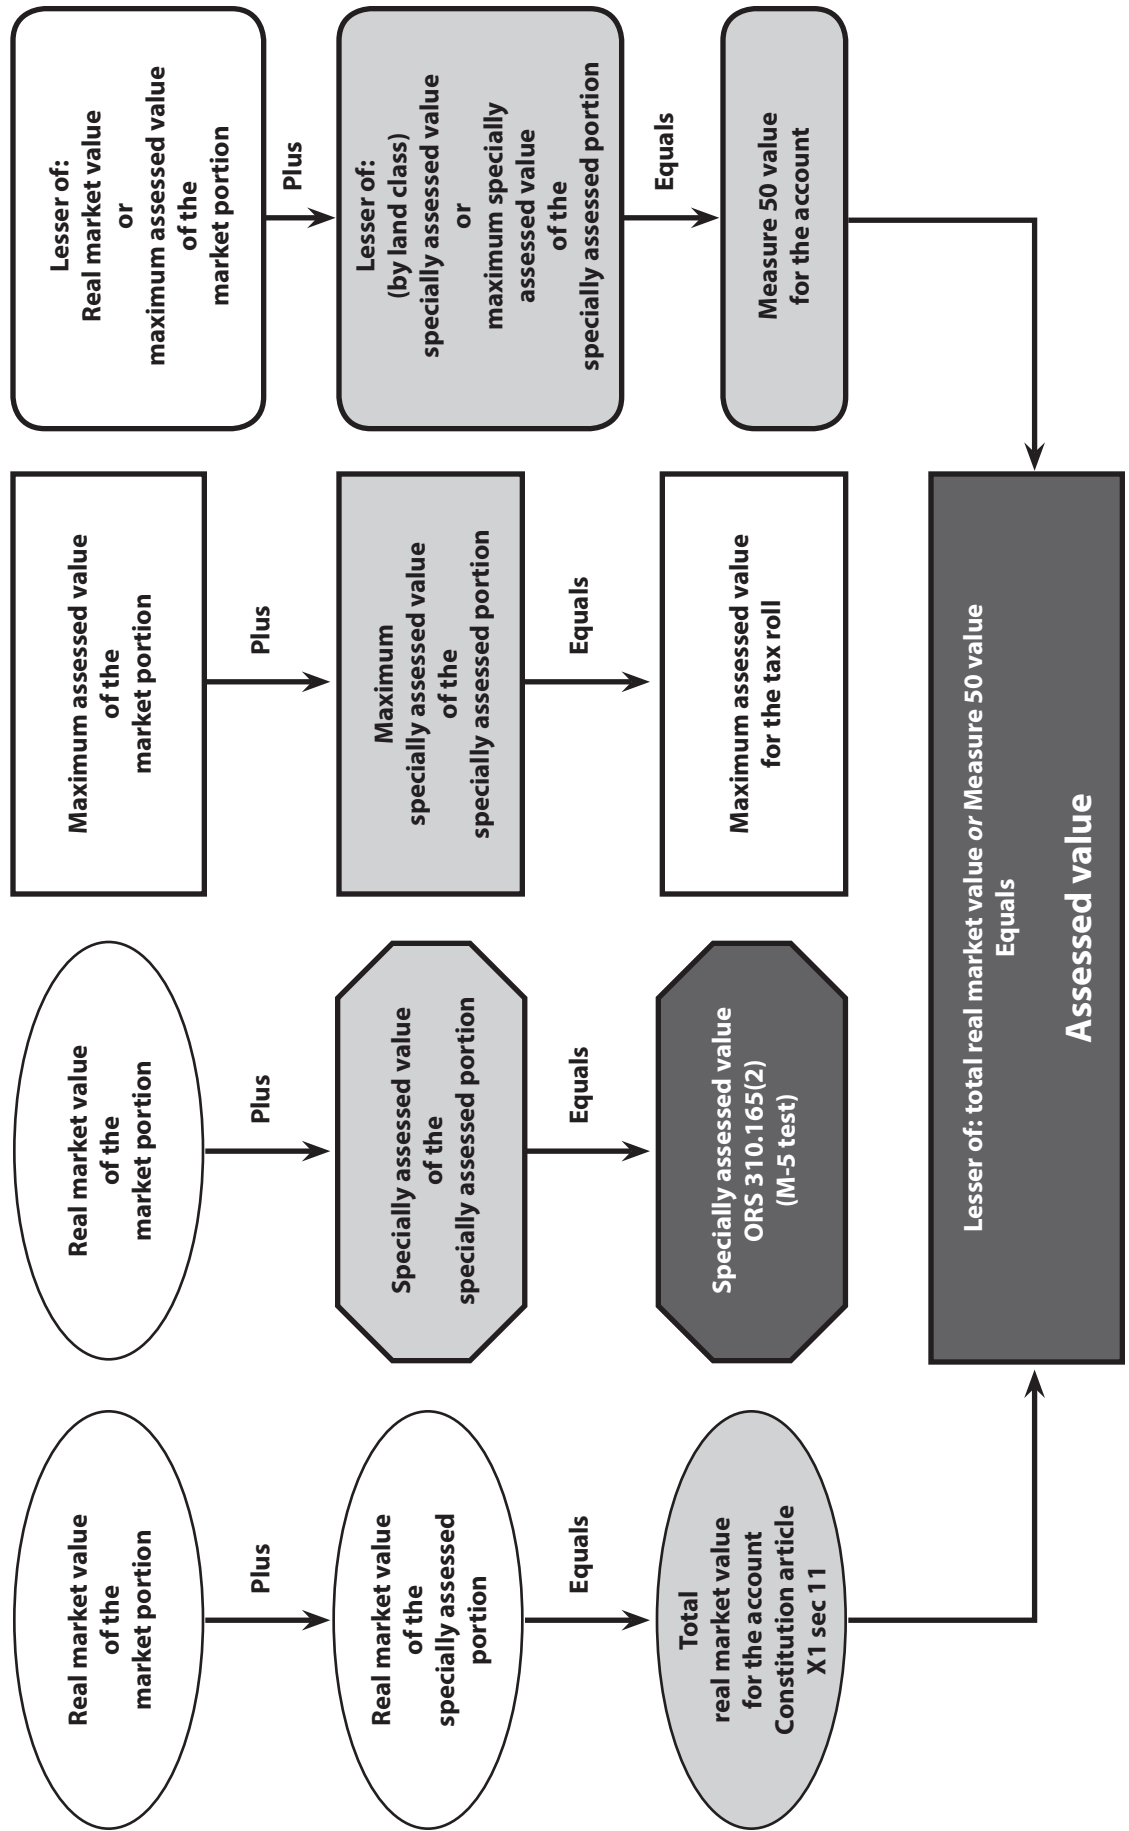 Real market value
of the
market portion
Plus
Real market value
of the
specially assessed
portion
Equals
Total
real market value
for the account
Constitution article
X1 sec 11
Real market value
of the
market portion
Plus
Specially assessed value
of the
specially assessed portion
Equals
Specially assessed value
ORS 310.165(2)
(M-5 test)
Maximum assessed value
of the
market portion
Plus
Maximum
specially assessed value
of the
specially assessed portion
Equals
Maximum assessed value
for the tax roll
Lesser of:
Real market value
or
maximum assessed value
of the
market portion
Plus
Lesser of:
(by land class)
specially assessed value
or
maximum specially
assessed value
of the
specially assessed portion
Equals
Measure 50 value
for the account
Lesser of: total real market value or Measure 50 value
Equals
Assessed value